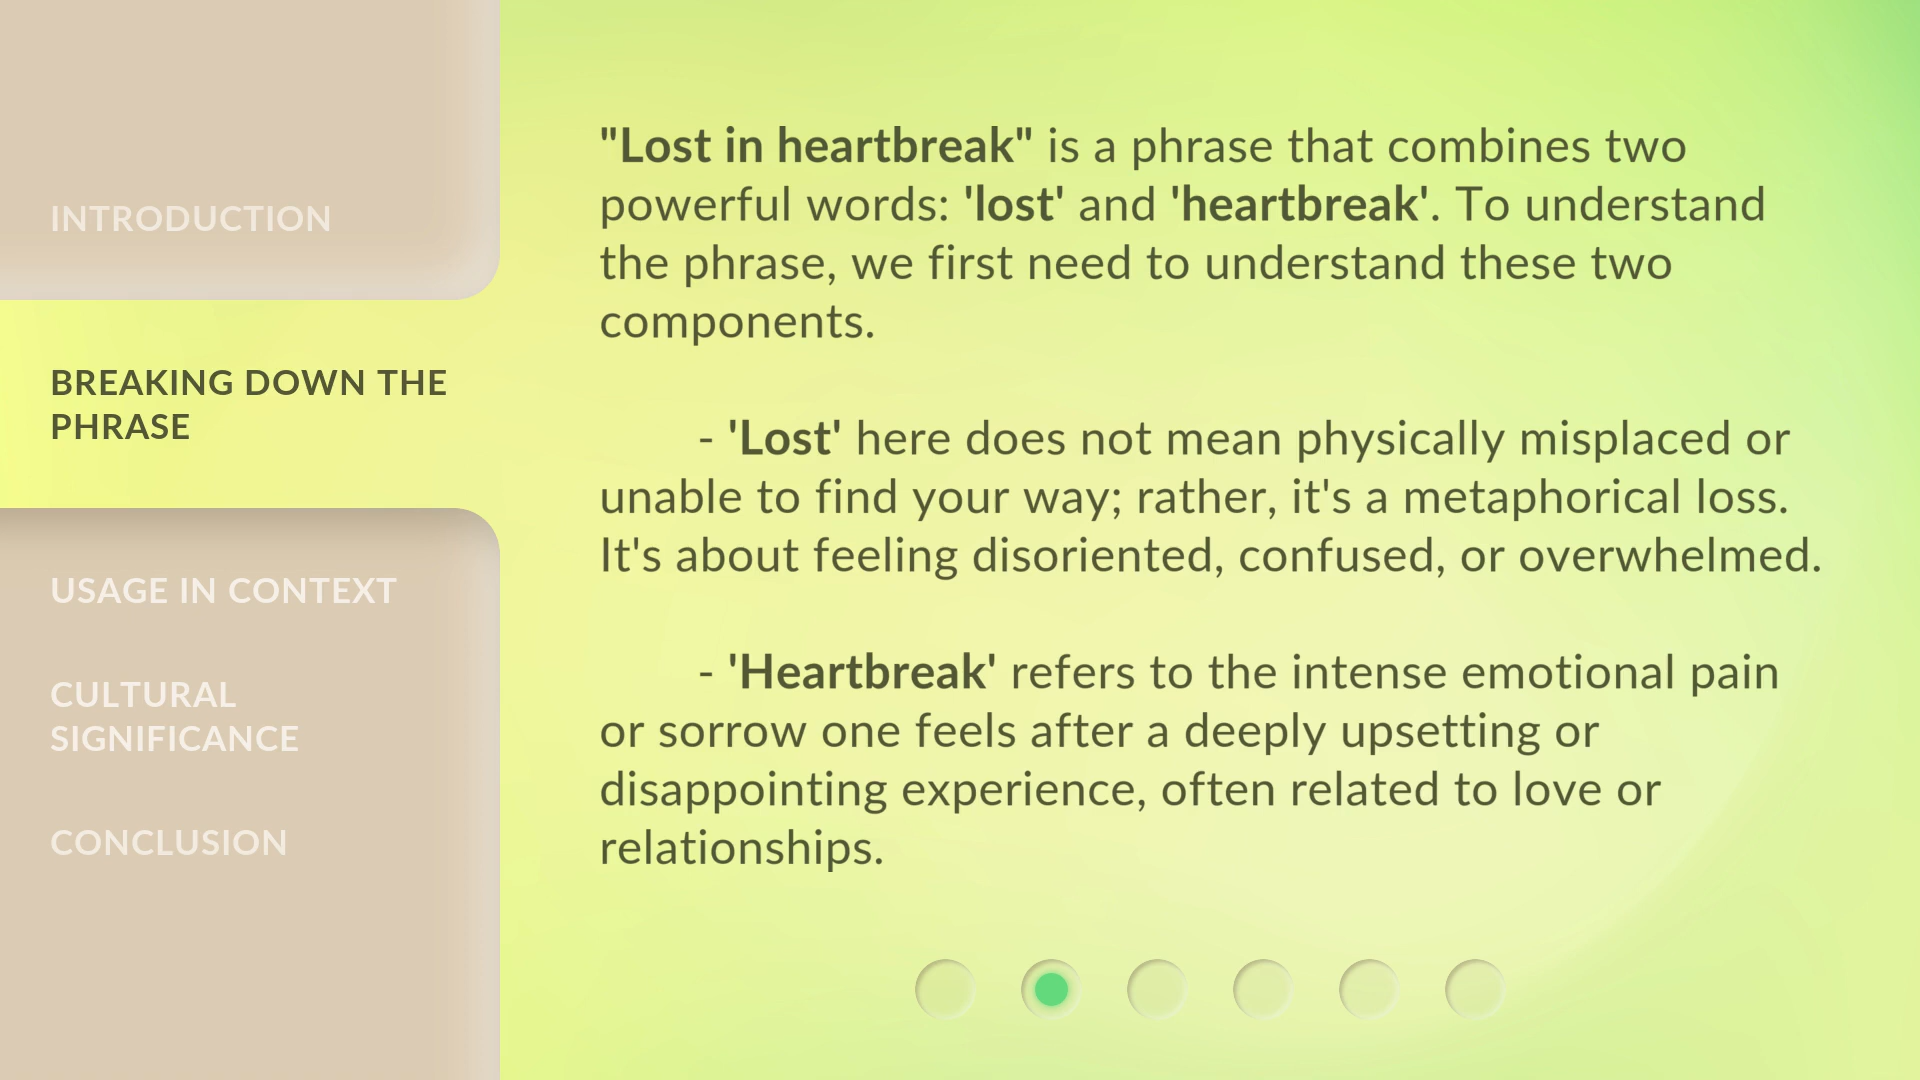 INTRODUCTION
BREAKING DOWN THE
PHRASE
USAGE IN CONTEXT
CULTURAL
SIGNIFICANCE
CONCLUSION
"Lost in heartbreak" is a phrase that combines two
powerful words: 'lost' and 'heartbreak'. To understand
the phrase, we first need to understand these two
components.
- 'Lost' here does not mean physically misplaced or
unable to find your way; rather, it's a metaphorical loss.
It's about feeling disoriented, confused, or overwhelmed.
- 'Heartbreak' refers to the intense emotional pain
or sorrow one feels after a deeply upsetting or
disappointing experience, often related to love or
relationships.